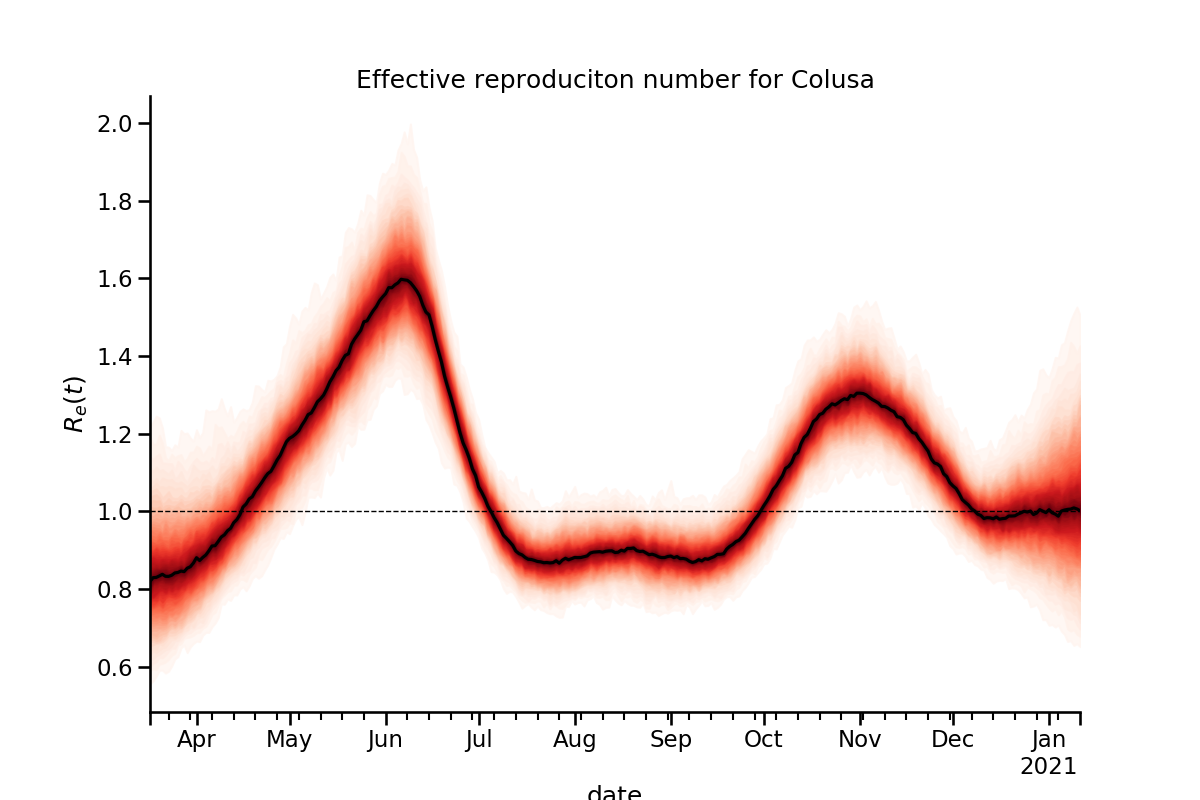 Effective reproduciton number for Colusa
2.0
1.8
1.6
1.4
1.2
1.0
0.8
0.6
Rₑ(t)
Apr May Jun Jul Aug Sep Oct Nov Dec Jan
2021
date